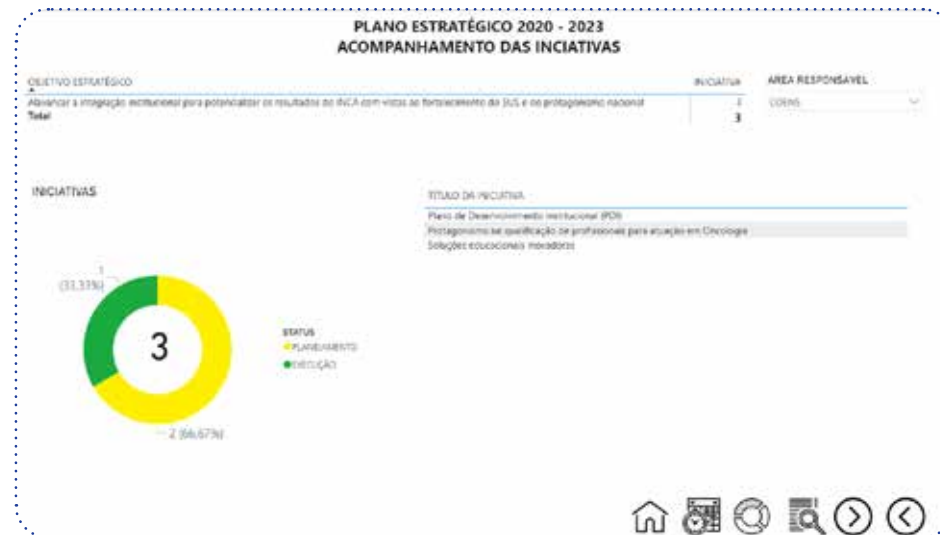 PLANO ESTRATÉGICO 2020 - 2023
ACOMPANHAMENTO DAS INCIATIVAS
OBJETIVO ESTRATÉGICO
INICIATIVA
ÁREA RESPONSÁVEL
Alavancar a integração institucional para potencializar os resultados do INCA com vistas ao fortalecimento do SUS e do protagonismo nacional
COENS
Total
3
INICIATIVAS
TÍTULO DA INICIATIVA
Plano de Desenvolvimento Institucional (PDI)
Protagonismo na qualificação de profissionais para atuação em Oncologia
Soluções educacionais inovadoras
1
(33,33%)
3
STATUS
PLANEJAMENTO
EXECUÇÃO
2 (66,67%)